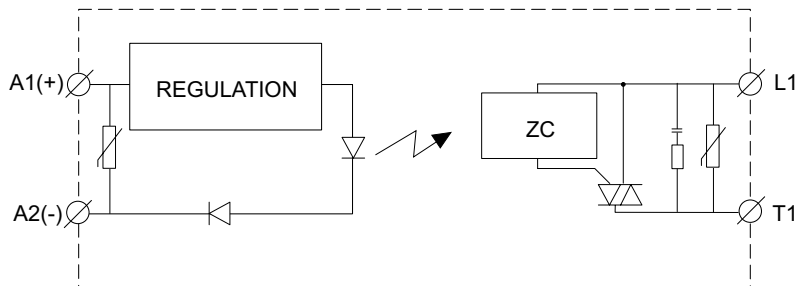 A1(+)
REGULATION
L1
ZC
A2(-)
T1